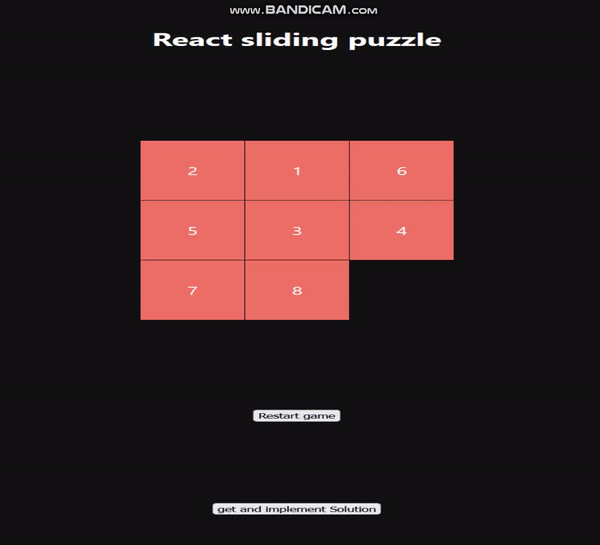 www.BANDICAM.com
React sliding puzzle
2 1 6
5 3 4
7 8
Restart game
get and implement Solution